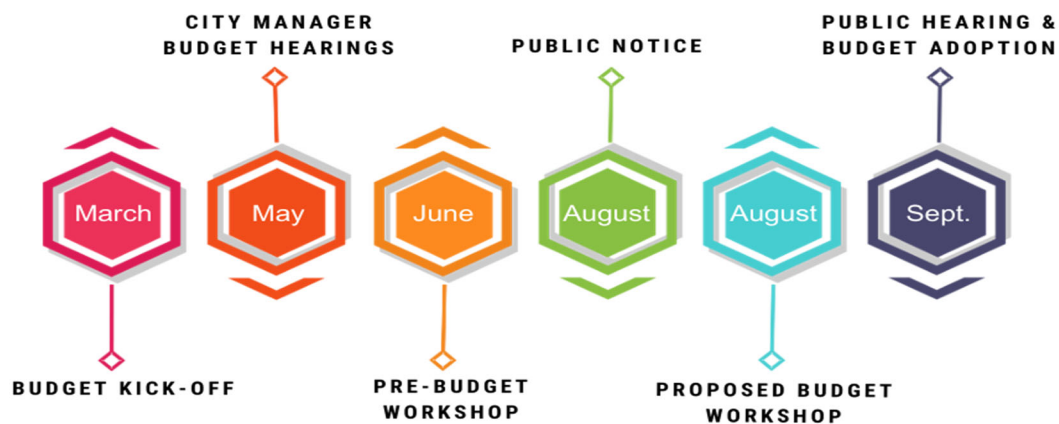 CITY MANAGER
BUDGET HEARINGS
PUBLIC NOTICE
PUBLIC HEARING &
BUDGET ADOPTION
March
May
June
August
August
Sept.
BUDGET KICK-OFF
PRE-BUDGET
WORKSHOP
PROPOSED BUDGET
WORKSHOP